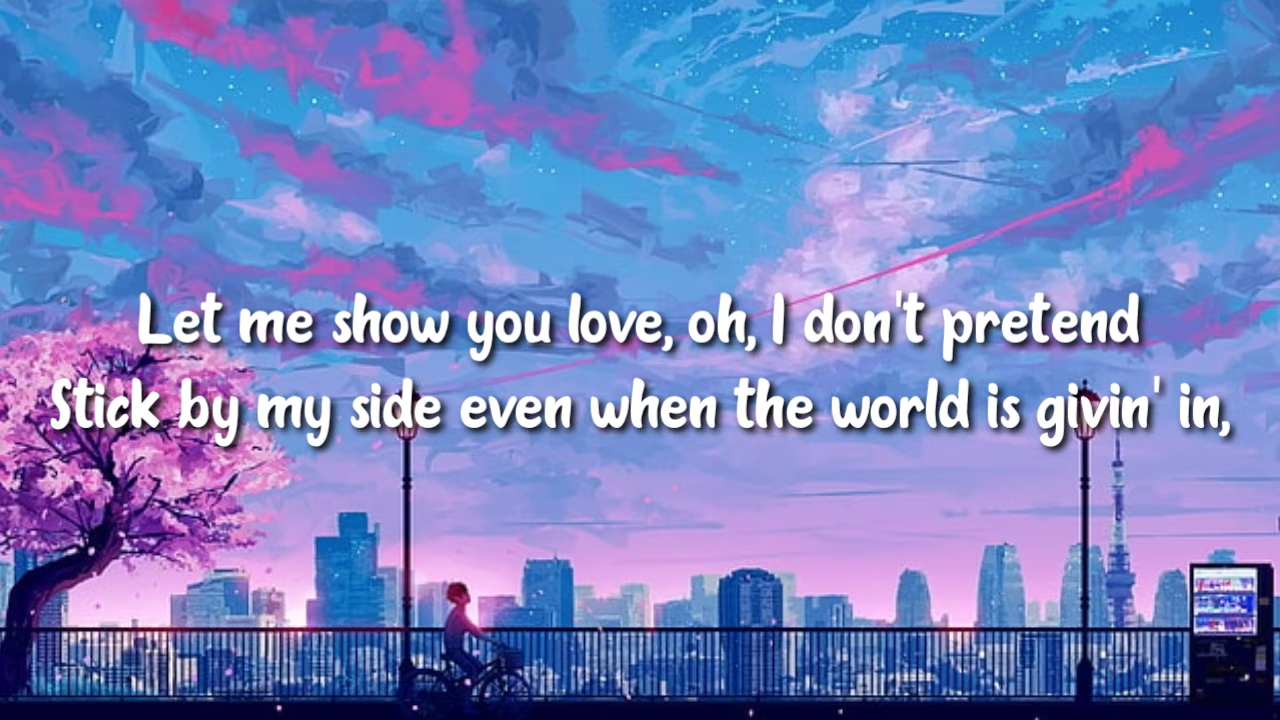 Let me show you love, oh, I don't pretend
Stick by my side even when the world is givin' in,